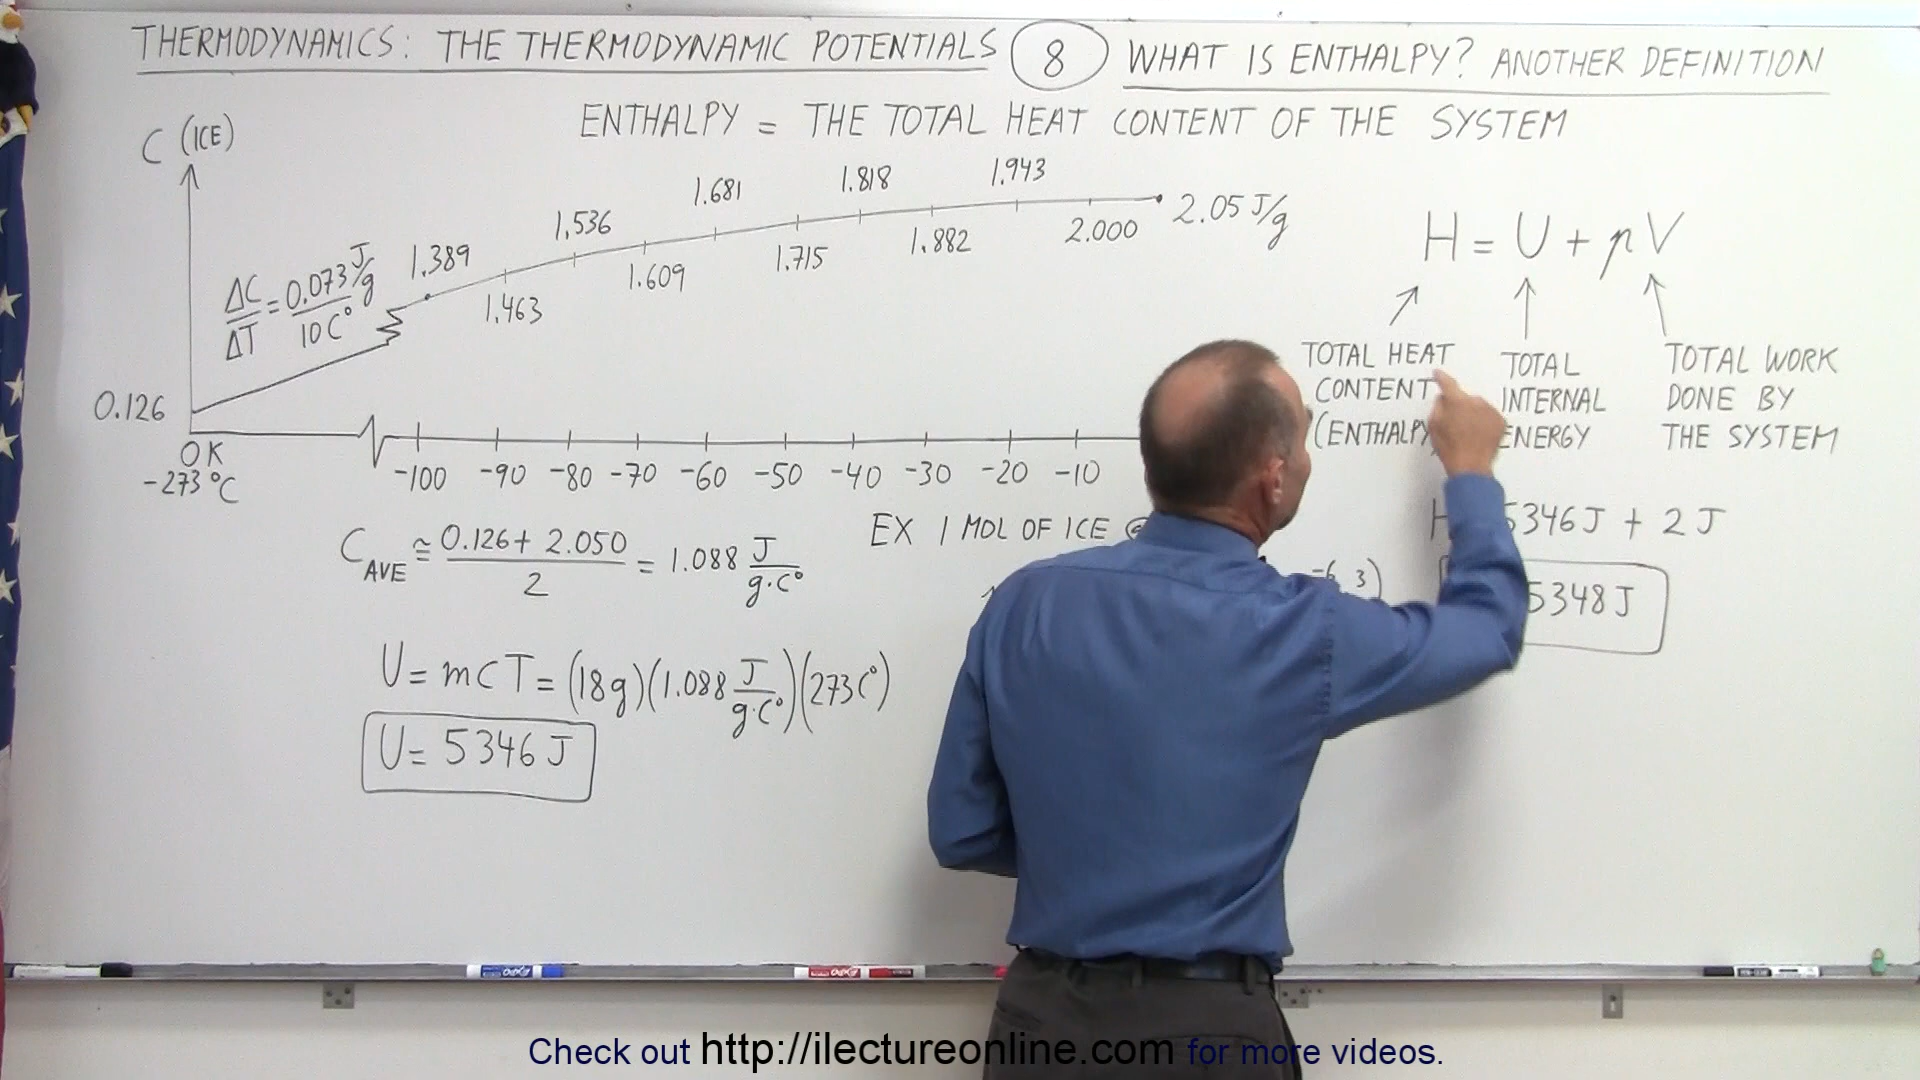 THERMODYNAMICS: THE THERMODYNAMIC POTENTIALS 8 WHAT IS ENTHALPY? ANOTHER DEFINITION
ENTHALPY = THE TOTAL HEAT CONTENT OF THE SYSTEM
C (ICE)
1.389 1.536 1.681 1.818 1.943
1.463 1.609 1.715 1.882 2.000 2.05 J/g
ΔC/ΔT = 0.073 J/g / 10 C°
0.126
0 K
-273 °C
-100 -90 -80 -70 -60 -50 -40 -30 -20 -10
H = U + pV
TOTAL HEAT CONTENT (ENTHALPY
TOTAL INTERNAL ENERGY
TOTAL WORK DONE BY THE SYSTEM
C AVE ≅ 0.126 + 2.050 / 2 = 1.088 J / g·C°
EX 1 MOL OF ICE
U = mCT = (18g)(1.088 J / g·C°)(273C°)
U = 5346 J
-6 3)
H 5346 J + 2 J
5348 J
Check out http://ilectureonline.com for more videos.